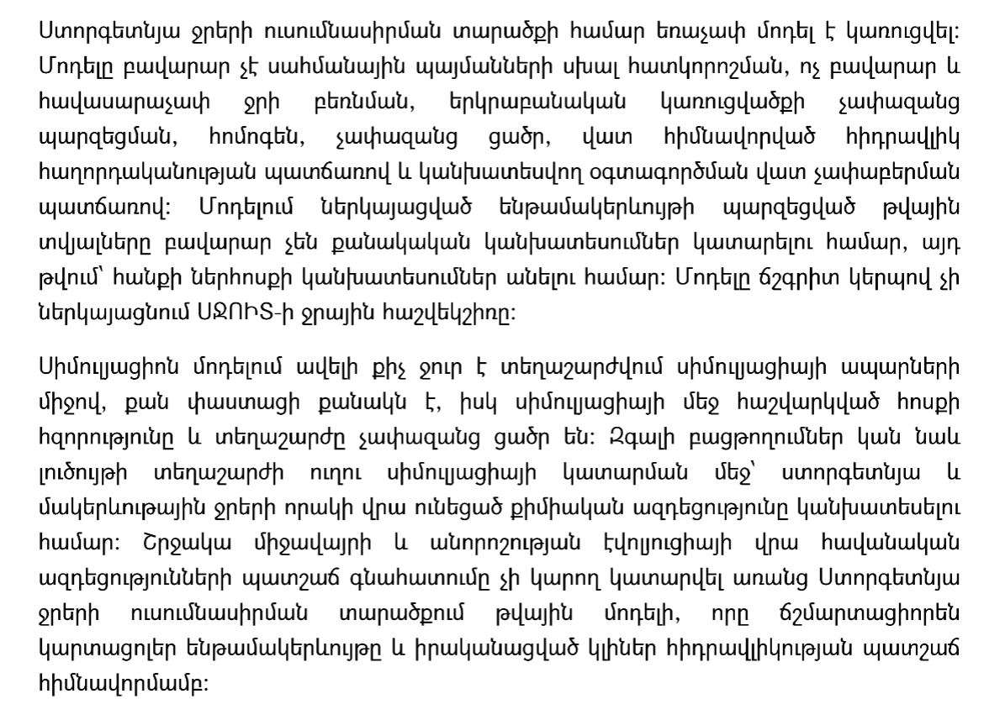 Ստորգետնյա ջրերի ուսումնասիրման տարածքի համար եռաչափ մոդել է կառուցվել:
Մոդելը բավարար չէ սահմանային պայմանների սխալ հատկորոշման, ոչ բավարար և
հավասարաչափ ջրի բեռնման, երկրաբանական կառուցվածքի չափազանց
պարզեցման, հոմոգեն, չափազանց ցածր, վատ հիմնավորված հիդրավլիկ
հաղորդականության պատճառով և կանխատեսվող օգտագործման վատ չափաբերման
պատճառով: Մոդելում ներկայացված ենթամակերևույթի պարզեցված թվային
տվյալները բավարար չեն քանակական կանխատեսումներ կատարելու համար, այդ
թվում՝ հանքի ներհոսքի կանխատեսումներ անելու համար: Մոդելը ճշգրիտ կերպով չի
ներկայացնում ՍՋՈՒՏ-ի ջրային հաշվեկշիռը:
Սիմուլյացիոն մոդելում ավելի քիչ ջուր է տեղաշարժվում սիմուլյացիայի ապարների
միջով, քան փաստացի քանակն է, իսկ սիմուլյացիայի մեջ հաշվարկված հոսքի
հզորությունը և տեղաշարժը չափազանց ցածր են: Զգալի բացթողումներ կան նաև
լուծույթի տեղաշարժի ուղու սիմուլյացիայի կատարման մեջ՝ ստորգետնյա և
մակերևութային ջրերի որակի վրա ունեցած քիմիական ազդեցությունը կանխատեսելու
համար: Շրջակա միջավայրի և անորոշության էվոլյուցիայի վրա հավանական
ազդեցությունների պատշաճ գնահատումը չի կարող կատարվել առանց Ստորգետնյա
ջրերի ուսումնասիրման տարածքում թվային մոդելի, որը ճշմարտացիորեն
կարտացոլեր ենթամակերևույթը և իրականացված կլիներ հիդրավլիկության պատշաճ
հիմնավորմամբ: